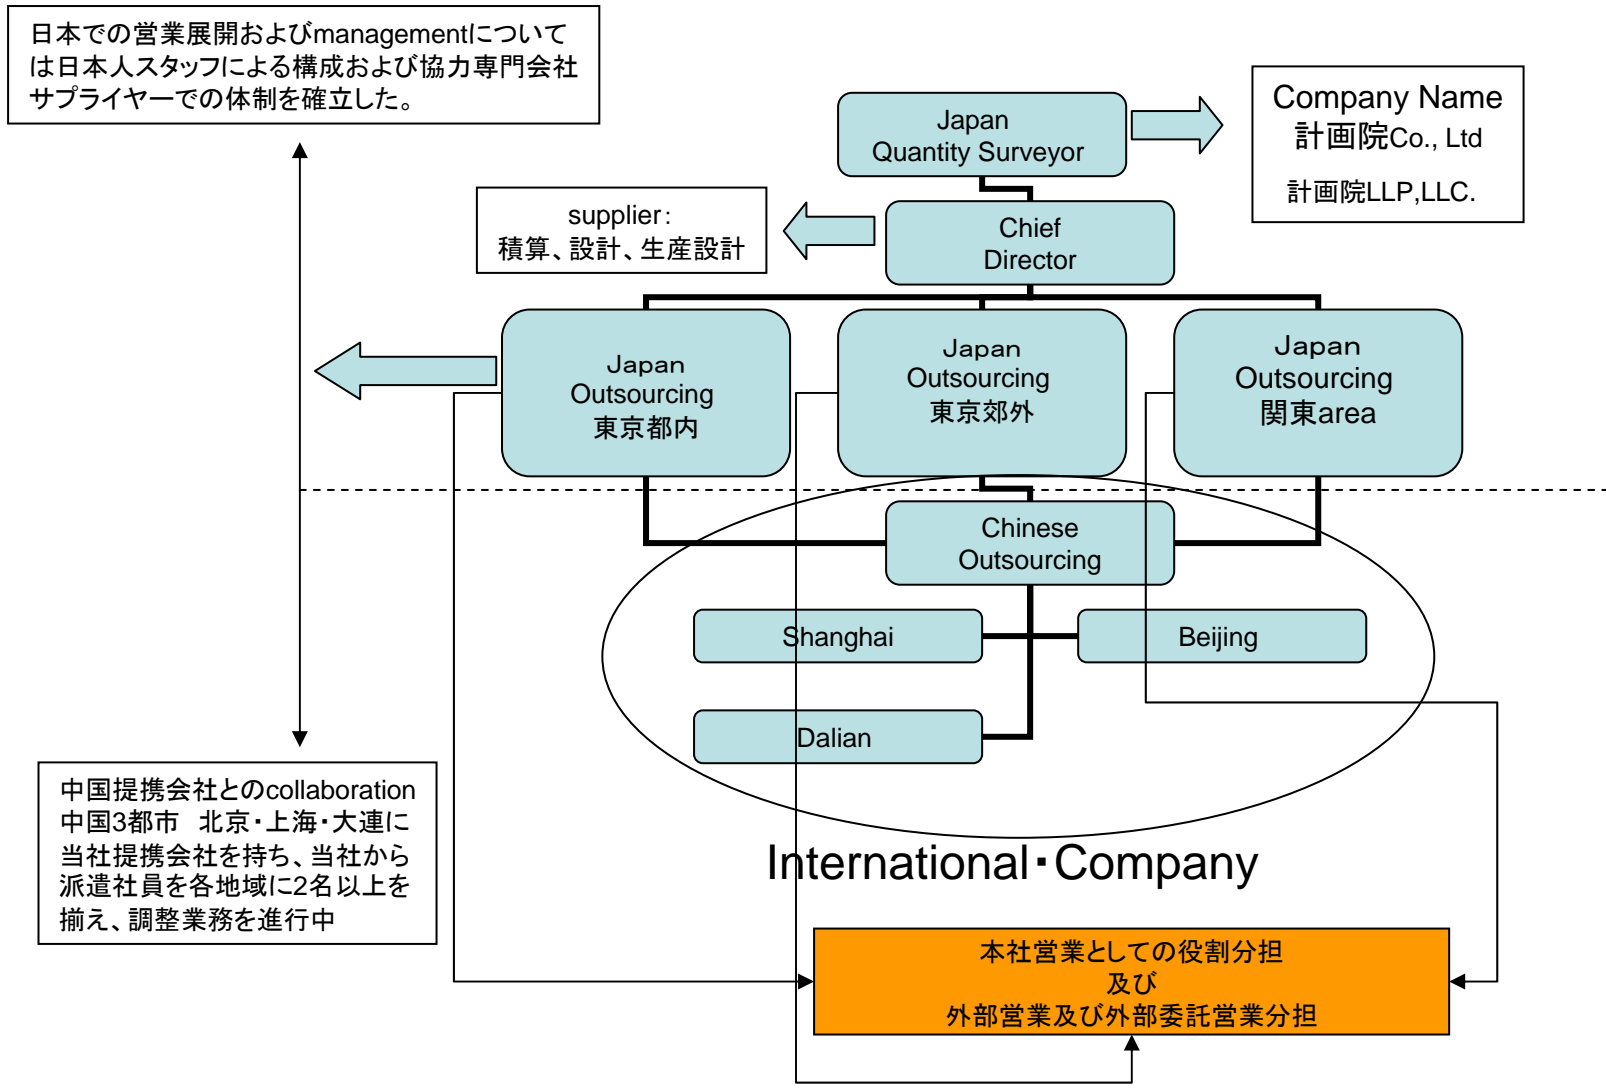 日本での営業展開およびmanagementについて
は日本人スタッフによる構成および協力専門会社
サプライヤーでの体制を確立した。
Japan
Quantity Surveyor
Company Name
計画院Co., Ltd
計画院LLP,LLC.
supplier:
積算、設計、生産設計
Chief
Director
Japan
Outsourcing
東京都内
Japan
Outsourcing
東京郊外
Japan
Outsourcing
関東area
Chinese
Outsourcing
Shanghai
Beijing
Dalian
中国提携会社とのcollaboration
中国3都市　北京・上海・大連に
当社提携会社を持ち、当社から
派遣社員を各地域に2名以上を
揃え、調整業務を進行中
International・Company
本社営業としての役割分担
及び
外部営業及び外部委託営業分担